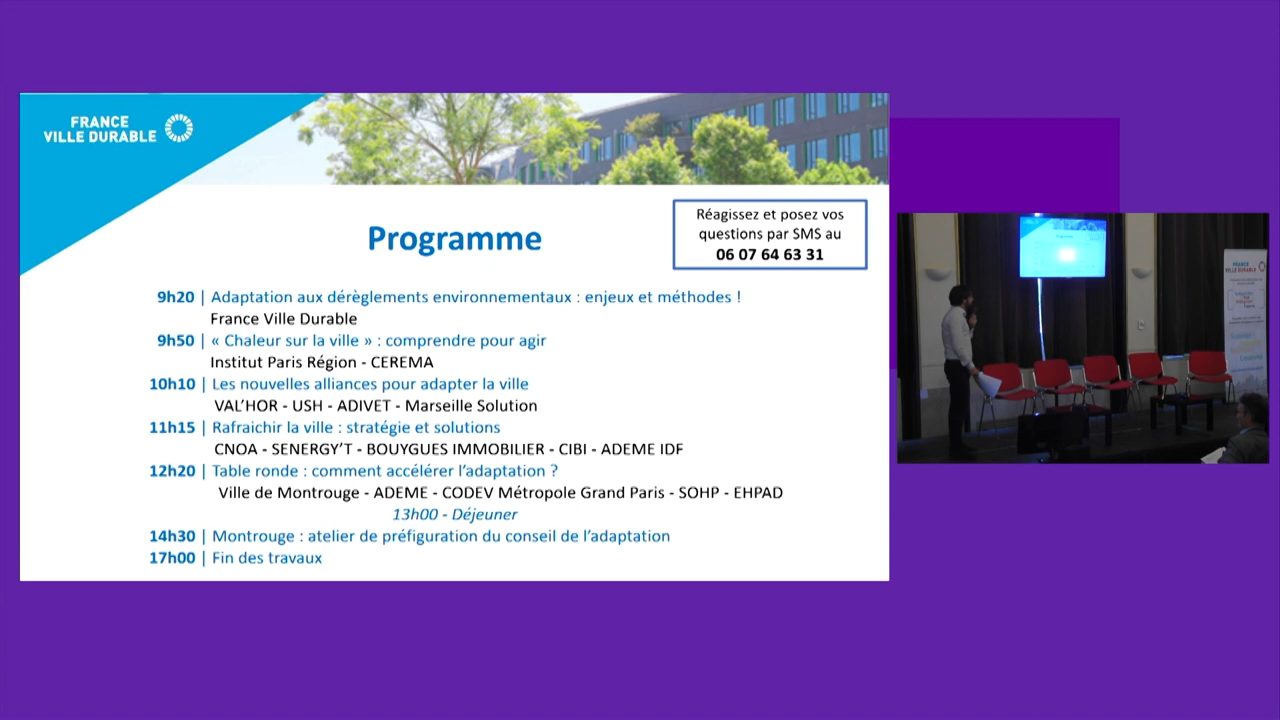 FRANCE
VILLE DURABLE
Réagissez et posez vos
questions par SMS au
06 07 64 63 31
Programme
9h20 | Adaptation aux dérèglements environnementaux : enjeux et méthodes !
France Ville Durable
9h50 | « Chaleur sur la ville » : comprendre pour agir
Institut Paris Région - CEREMA
10h10 | Les nouvelles alliances pour adapter la ville
VAL’HOR - USH - ADIVET - Marseille Solution
11h15 | Rafraichir la ville : stratégie et solutions
CNOA - SENERGY’T - BOUYGUES IMMOBILIER - CIBI - ADEME IDF
12h20 | Table ronde : comment accélérer l’adaptation ?
Ville de Montrouge - ADEME - CODEV Métropole Grand Paris - SOHP - EHPAD
13h00 - Déjeuner
14h30 | Montrouge : atelier de préfiguration du conseil de l’adaptation
17h00 | Fin des travaux
FRANCE
VILLE DURABLE